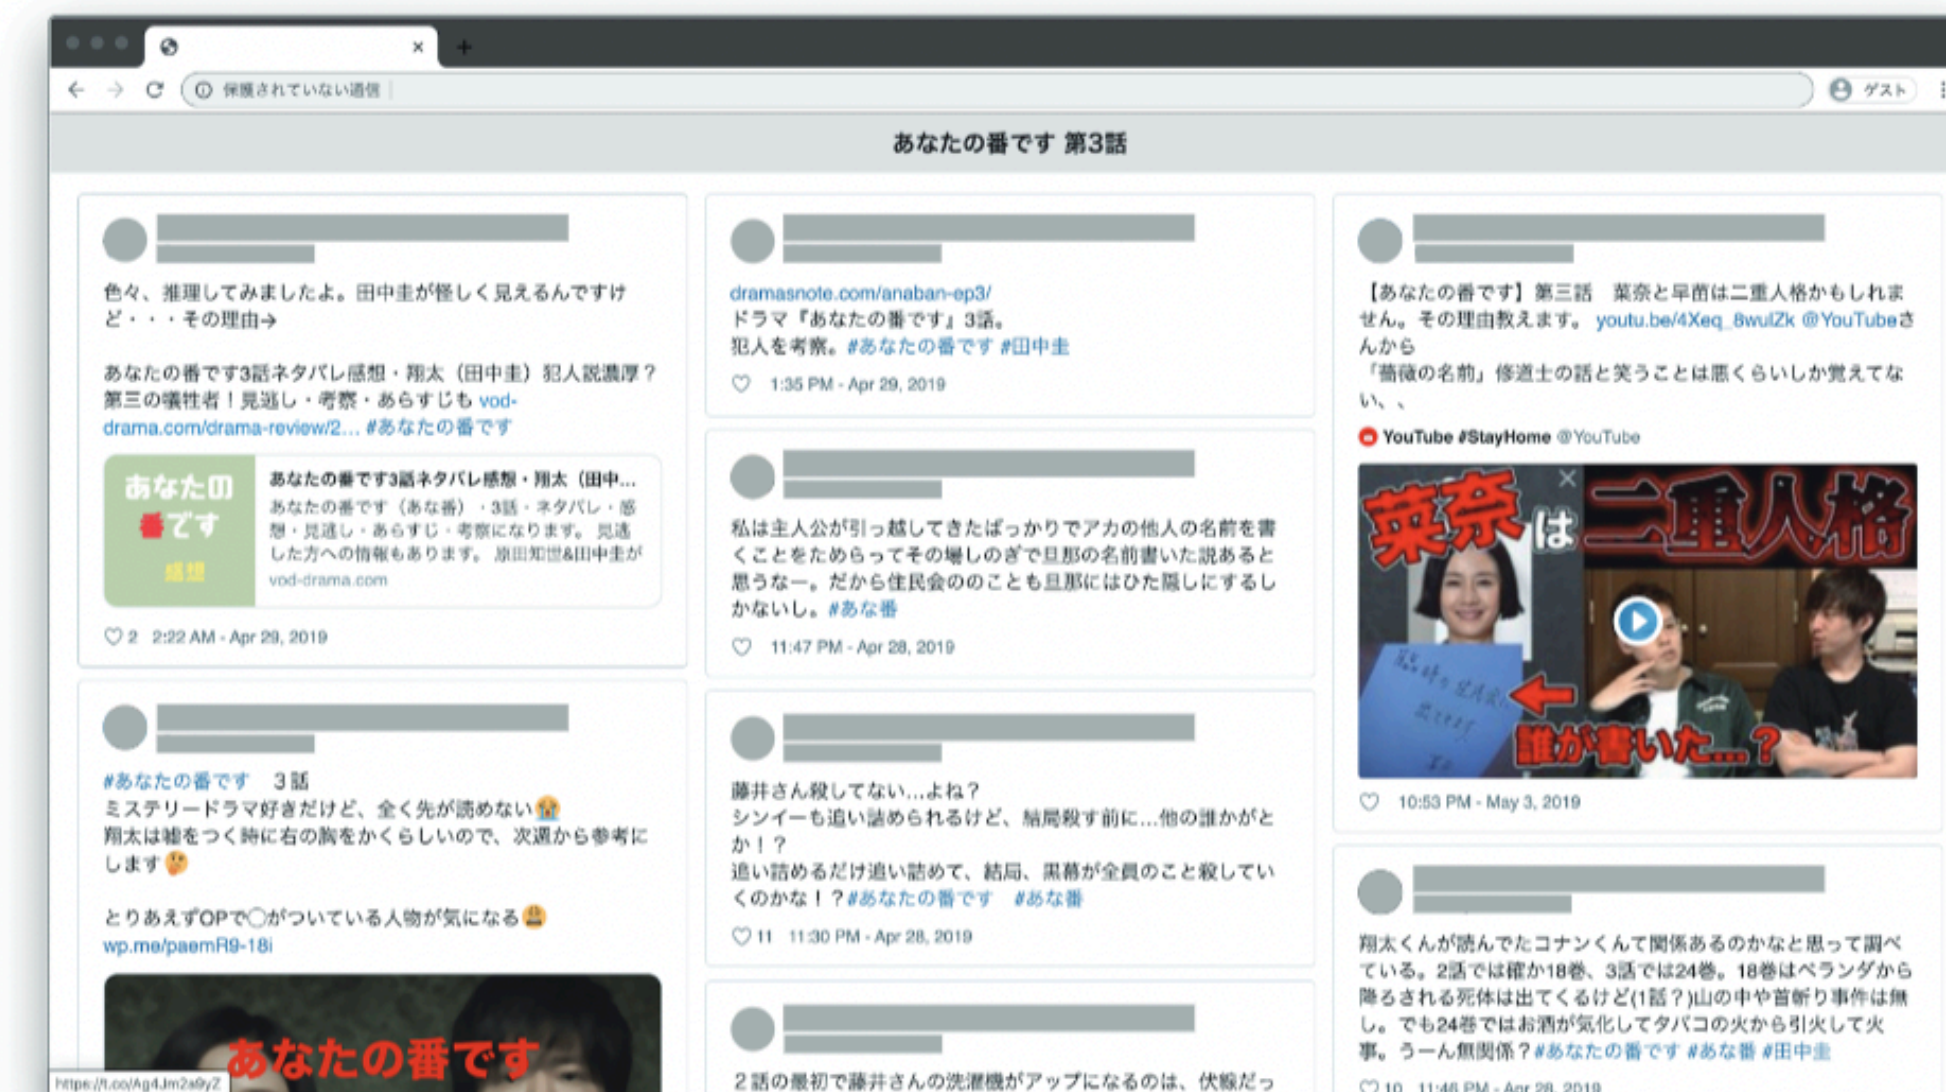 保護されていない通信
ゲスト
あなたの番です 第3話
色々、推理してみましたよ。田中圭が怪しく見えるんですけ
ど・・・その理由→
あなたの番です3話ネタバレ感想・翔太（田中圭）犯人説濃厚？
第三の犠牲者！見逃し・考察・あらすじも vod-
drama.com/drama-review/2… #あなたの番です
あなたの
番です
感想
あなたの番です3話ネタバレ感想・翔太（田中...
あなたの番です（あな番）・3話・ネタバレ・感
想・見逃し・あらすじ・考察になります。 見逃
した方への情報もあります。 原田知世&田中圭が
vod-drama.com
2 2:22 AM - Apr 29, 2019
#あなたの番です　３話
ミステリードラマ好きだけど、全く先が読めない😭
翔太は嘘をつく時に右の胸をかくらしいので、次週から参考に
します🤔
とりあえずOPで◯がついている人物が気になる
wp.me/paemR9-18i
あなたの番です
https://t.co/Ag4Jm2a9yZ
dramasnote.com/anaban-ep3/
ドラマ『あなたの番です』3話。
犯人を考察。#あなたの番です #田中圭
1:35 PM - Apr 29, 2019
私は主人公が引っ越してきたばっかりでアカの他人の名前を書
くことをためらってその場しのぎで旦那の名前書いた説あると
思うなー。だから住民会ののことも旦那にはひた隠しにするし
かないし。#あな番
11:47 PM - Apr 28, 2019
藤井さん殺してない…よね？
シンイーも追い詰められるけど、結局殺す前に…他の誰かがと
か！？
追い詰めるだけ追い詰めて、結局、黒幕が全員のこと殺してい
くのかな！？#あなたの番です　#あな番
11 11:30 PM - Apr 28, 2019
２話の最初で藤井さんの洗濯機がアップになるのは、伏線だっ
【あなたの番です】第三話　菜奈と早苗は二重人格かもしれま
せん。その理由教えます。 youtu.be/4Xeq_8wuIZk @YouTubeさ
んから
「薔薇の名前」修道士の話と笑うことは悪くらいしか覚えてな
い、、
YouTube #StayHome @YouTube
菜奈は二重人格
誰が書いた...？
10:53 PM - May 3, 2019
翔太くんが読んでたコナンくんて関係あるのかなと思って調べ
ている。2話では確か18巻、3話では24巻。18巻はベランダから
降ろされる死体は出てくるけど(1話？)山の中や首斬り事件は無
し。でも24巻ではお酒が気化してタバコの火から引火して火
事。うーん無関係？#あなたの番です #あな番 #田中圭
10 11:46 PM - Apr 28, 2019